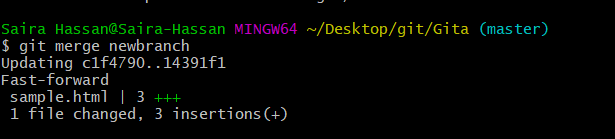 Saira Hassan@Saira-Hassan MINGW64 ~/Desktop/git/Gita (master)
$ git merge newbranch
Updating c1f4790..14391f1
Fast-forward
 sample.html | 3 +++
 1 file changed, 3 insertions(+)